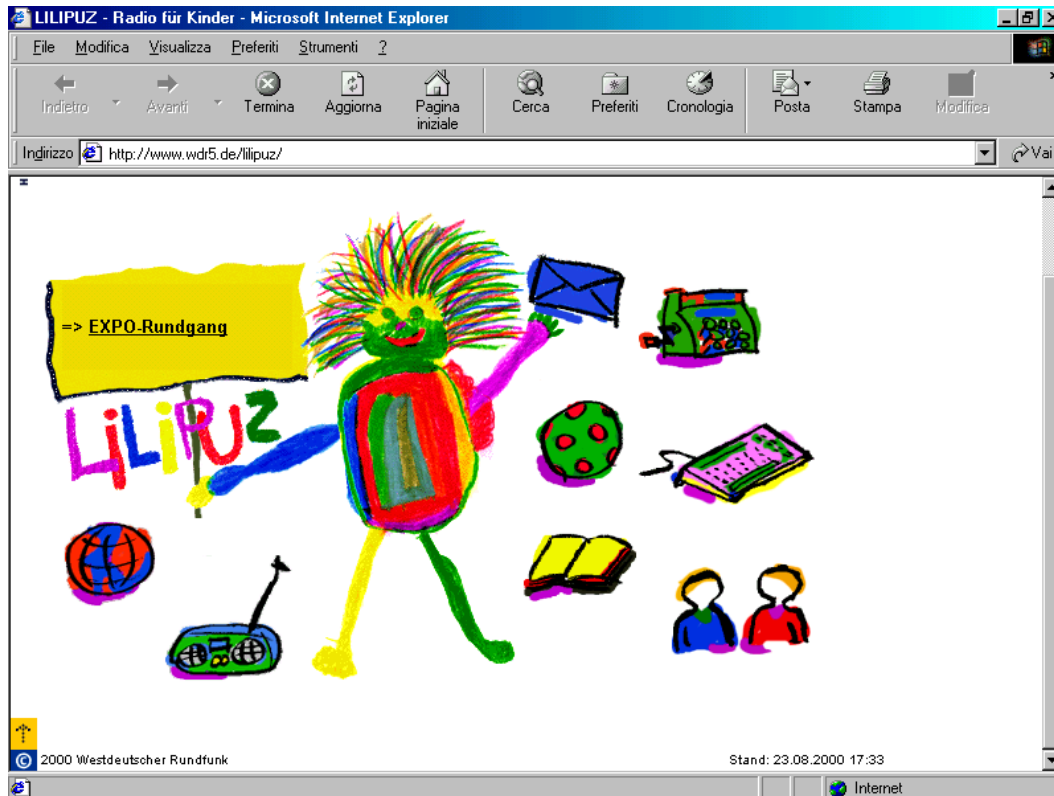 LILIPUZ - Radio für Kinder - Microsoft Internet Explorer
File Modifica Visualizza Preferiti Strumenti ?
Indietro Avanti Termina Aggiorna Pagina iniziale Cerca Preferiti Cronologia Posta Stampa Modifica
Indirizzo http://www.wdr5.de/lilipuz/ Vai
=> EXPO-Rundgang
LiLiPUZ
© 2000 Westdeutscher Rundfunk Stand: 23.08.2000 17:33
Internet